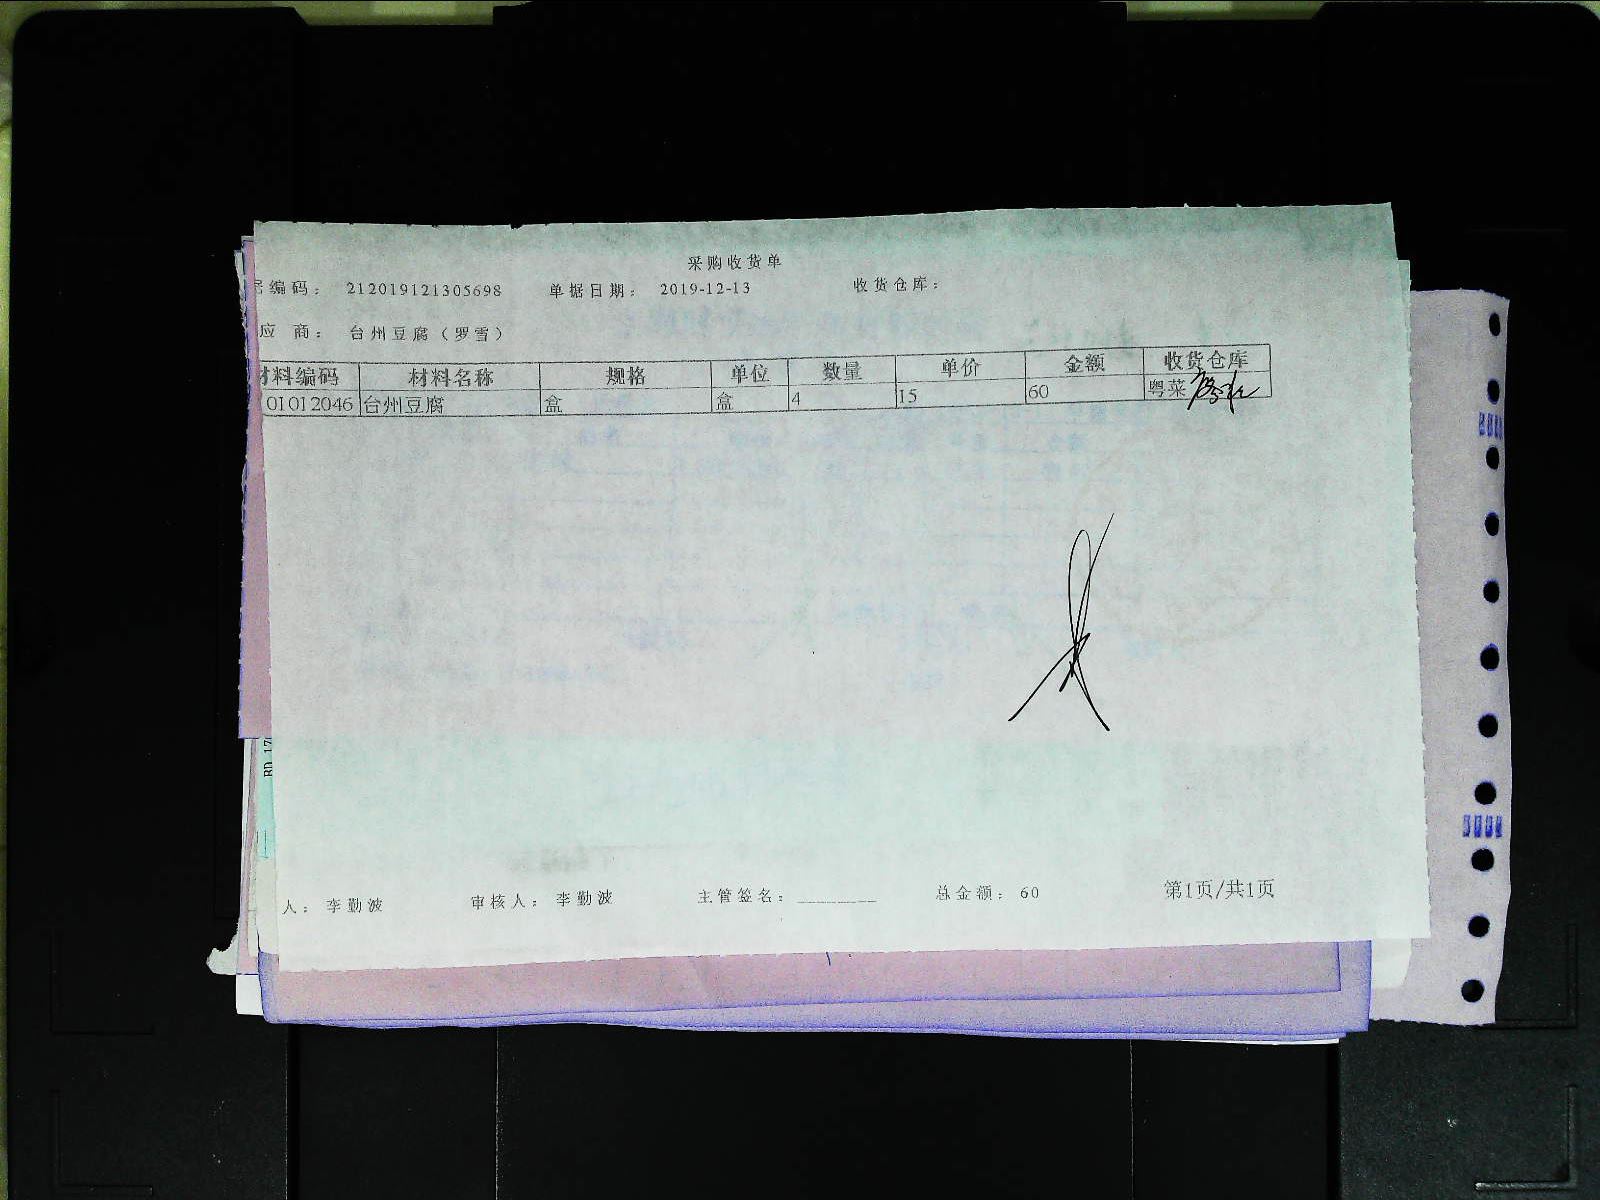 采购收货单
编码： 212019121305698 单据日期： 2019-12-13 收货仓库：
应 商： 台州豆腐（罗雪）
材料编码 材料名称 规格 单位 数量 单价 金额 收货仓库
01012046 台州豆腐 盒 盒 4 15 60 粤菜
人： 李勤波 审核人： 李勤波 主管签名：________ 总金额： 60 第1页/共1页